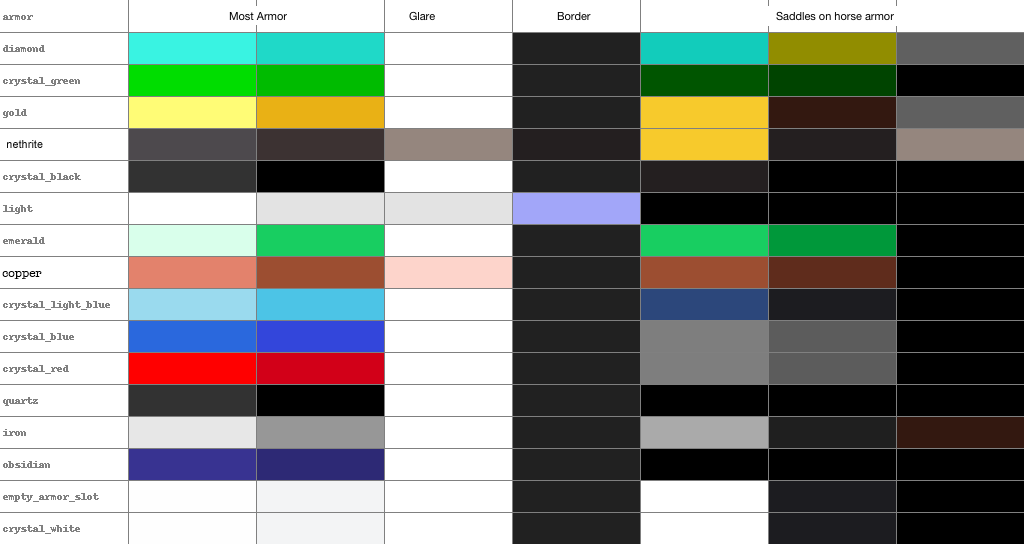 armor Most Armor Glare Border Saddles on horse armor
diamond
crystal_green
gold
nethrite
crystal_black
light
emerald
copper
crystal_light_blue
crystal_blue
crystal_red
quartz
iron
obsidian
empty_armor_slot
crystal_white